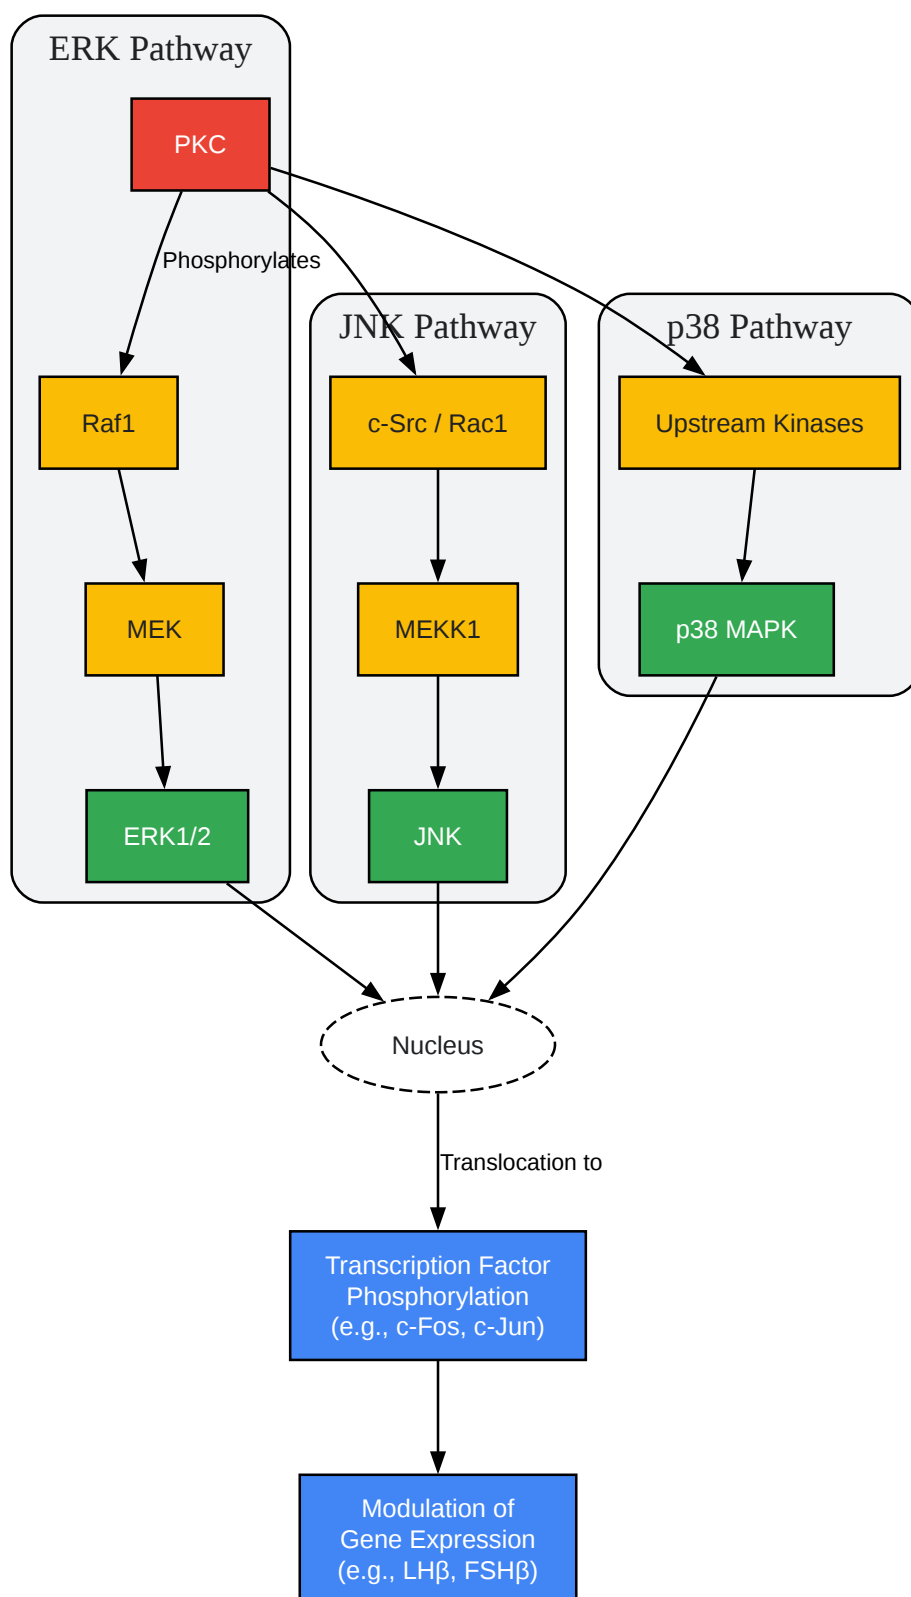 ERK Pathway
PKC
Phosphorylates
JNK Pathway
p38 Pathway
Raf1
c-Src / Rac1
Upstream Kinases
MEK
MEKK1
p38 MAPK
ERK1/2
JNK
Nucleus
Translocation to
Transcription Factor
Phosphorylation
(e.g., c-Fos, c-Jun)
Modulation of
Gene Expression
(e.g., LHβ, FSHβ)